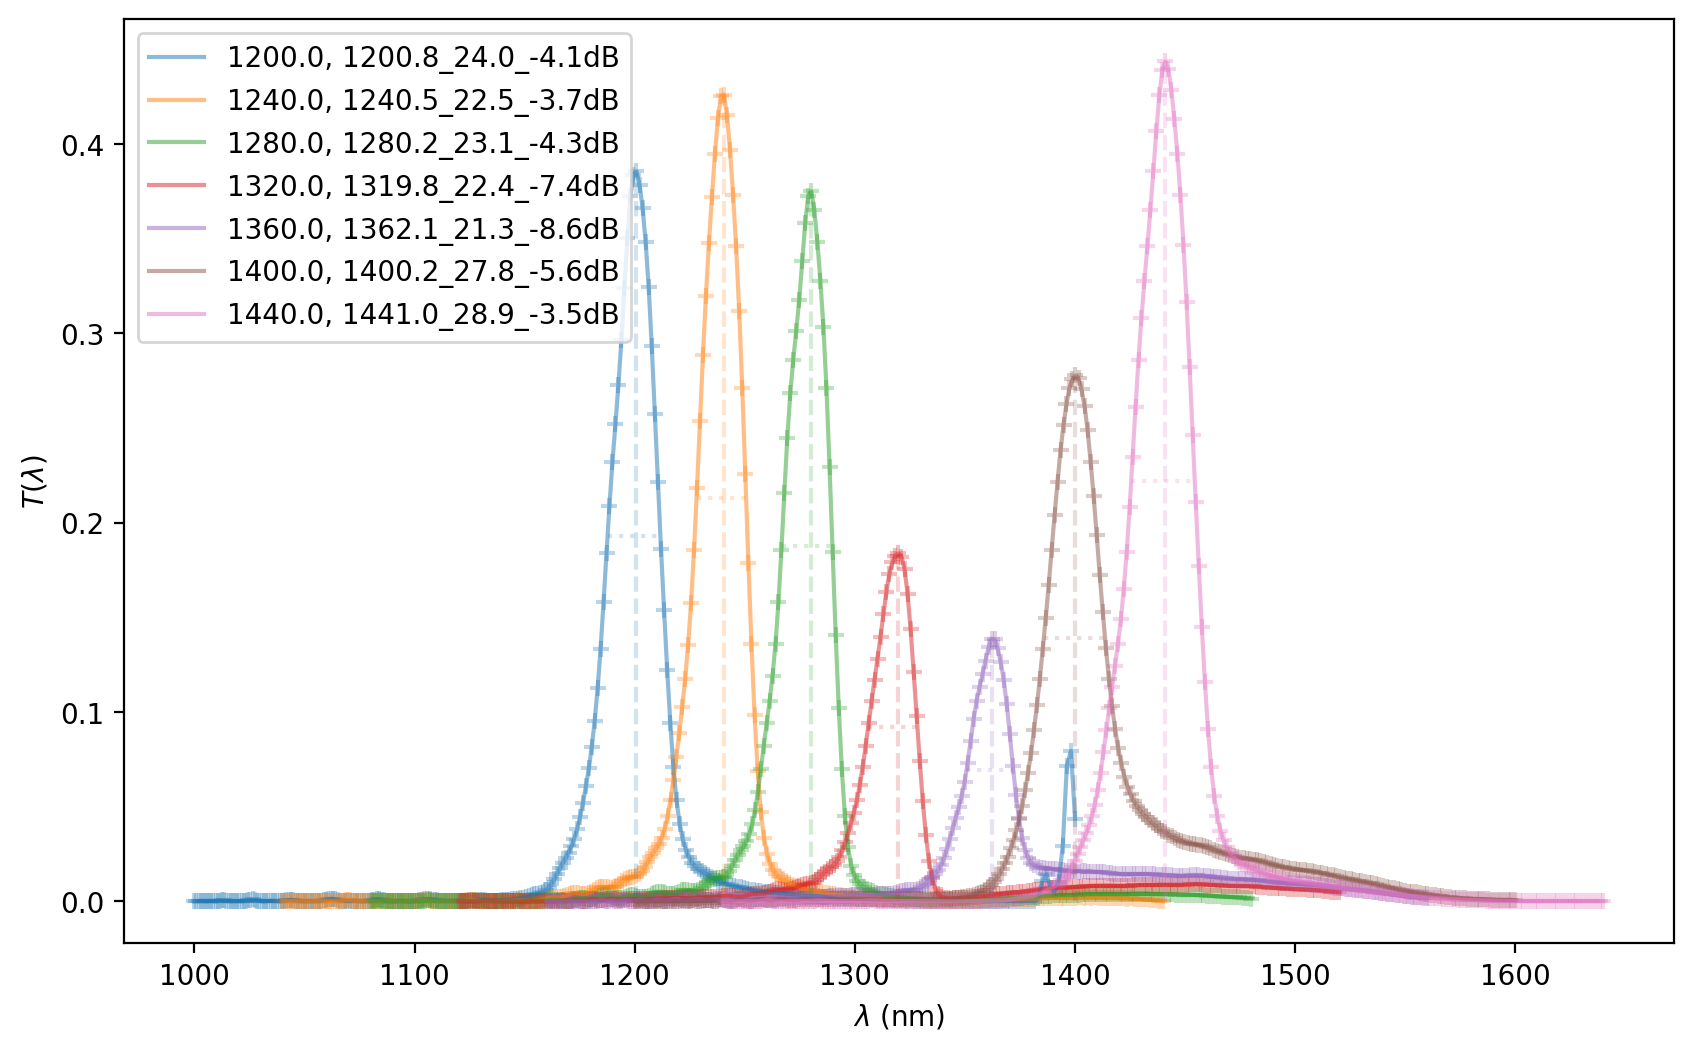 1200.0, 1200.8_24.0_-4.1dB
1240.0, 1240.5_22.5_-3.7dB
1280.0, 1280.2_23.1_-4.3dB
1320.0, 1319.8_22.4_-7.4dB
1360.0, 1362.1_21.3_-8.6dB
1400.0, 1400.2_27.8_-5.6dB
1440.0, 1441.0_28.9_-3.5dB
0.4
0.3
0.2
0.1
0.0
T(λ)
1000 1100 1200 1300 1400 1500 1600
λ (nm)